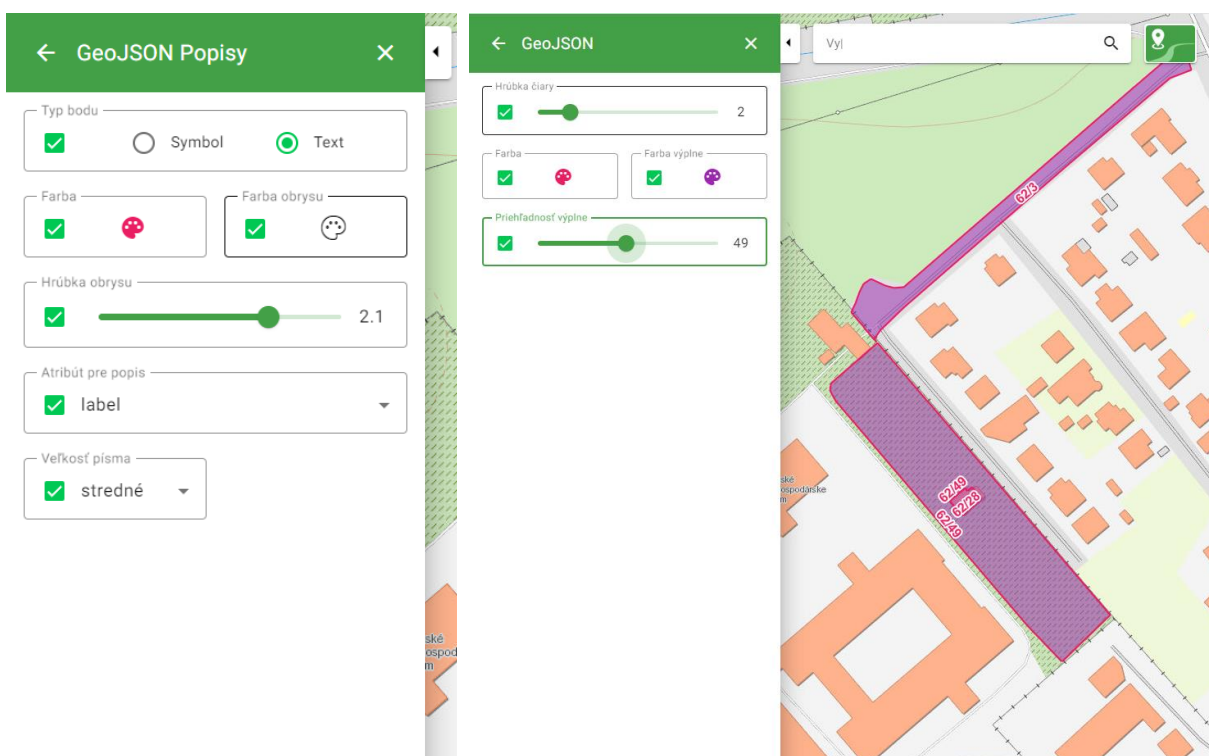 GeoJSON Popisy
Typ bodu
Symbol
Text
Farba
Farba obrysu
Hrúbka obrysu
2.1
Atribút pre popis
label
Veľkosť písma
stredné
ské
ospod
m
GeoJSON
Hrúbka čiary
2
Farba
Farba výplne
Priehľadnosť výplne
49
Vy
62/3
62/49
62/28
62/49
ské
ospodárske
m